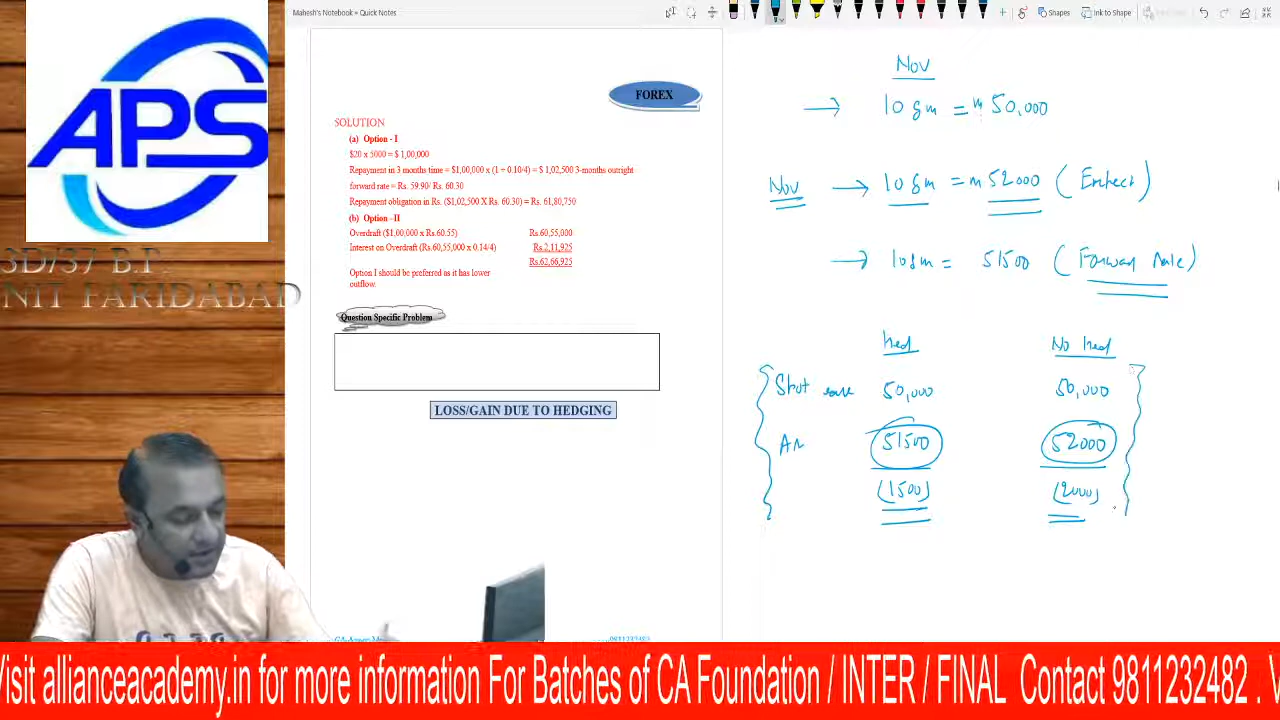 Mahesh's Notebook » Quick Notes
Shapes
Ink to Shape
APS
3D/37 B.P.
NIT FARIDABAD
FOREX
SOLUTION
(a) Option - I
$20 x 5000 = $ 1,00,000
Repayment in 3 months time = $1,00,000 x (1 + 0.10/4) = $ 1,02,500 3-months outright
forward rate = Rs. 59.90/ Rs. 60.30
Repayment obligation in Rs. ($1,02,500 X Rs. 60.30) = Rs. 61,80,750
(b) Option –II
Overdraft ($1,00,000 x Rs.60.55) Rs.60,55,000
Interest on Overdraft (Rs.60,55,000 x 0.14/4) Rs.2,11,925
Rs.62,66,925
Option I should be preferred as it has lower
outflow.
Question Specific Problem
LOSS/GAIN DUE TO HEDGING
Nov
→ 10 gm = 50,000
Nov → 10 gm = 52000
→ 10gm = 51500 (Forward Rate)
hed No hed
50,000 50,000
51500 52000
(1500) (2000)
Visit allianceacademy.in for more information For Batches of CA Foundation / INTER / FINAL Contact 9811232482 . V